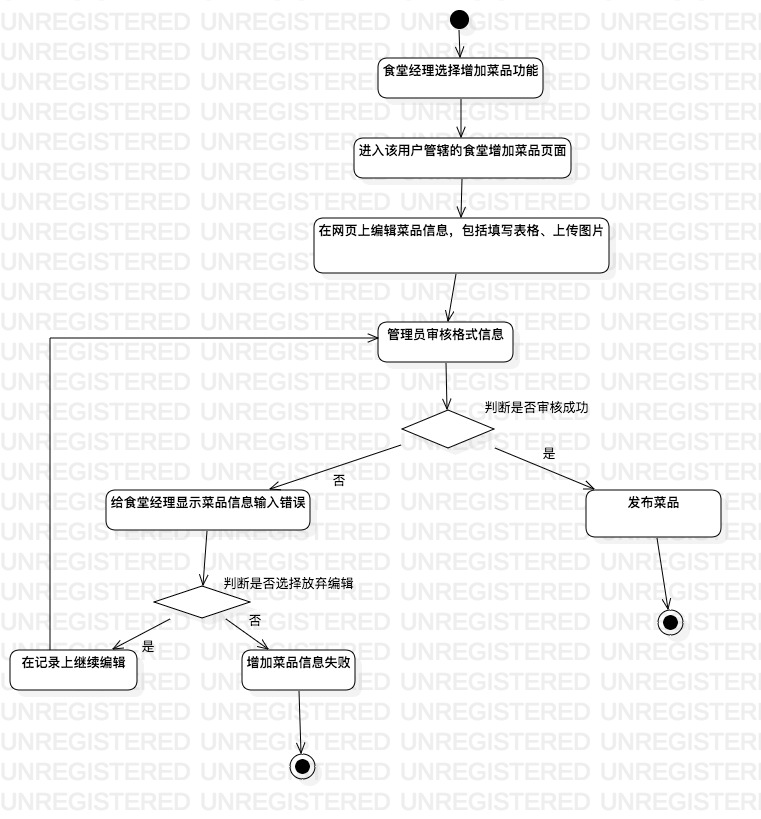 食堂经理选择增加菜品功能
进入该用户管辖的食堂增加菜品页面
在网页上编辑菜品信息，包括填写表格、上传图片
管理员审核格式信息
判断是否审核成功
是
否
给食堂经理显示菜品信息输入错误
发布菜品
判断是否选择放弃编辑
否
是
在记录上继续编辑
增加菜品信息失败
UNREGISTERED